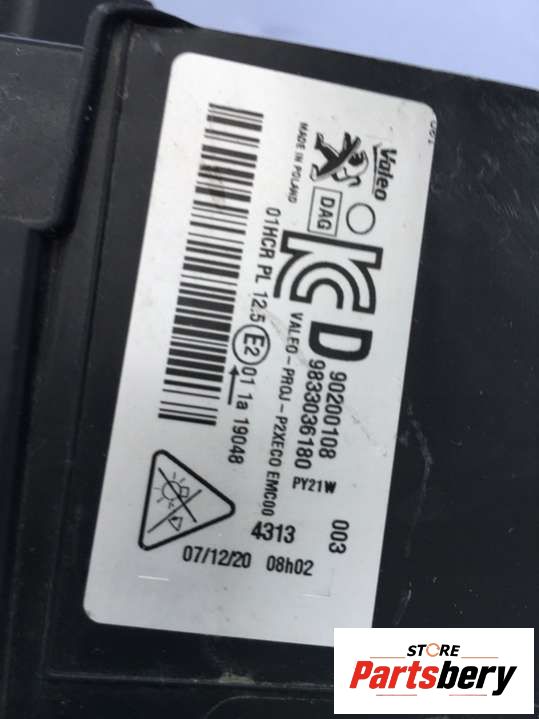 Valeo
MADE IN POLAND
DAG
D
90200108 003
9833036180 PY21W
VALEO-PROJ-P2XECO EMC00
4313
01HCR PL 12.5 E2 01 1a 19048
07/12/20 08h02
STORE
Partsbery